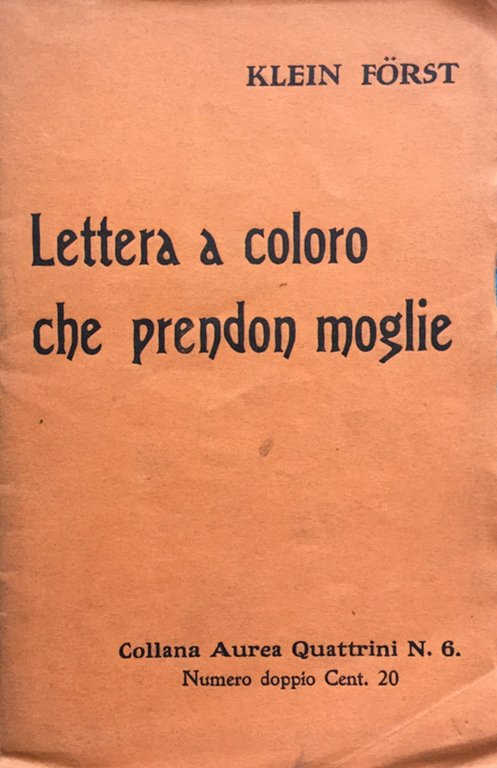 KLEIN FÖRST
Lettera a coloro
che prendon moglie
Collana Aurea Quattrini N. 6.
Numero doppio Cent. 20